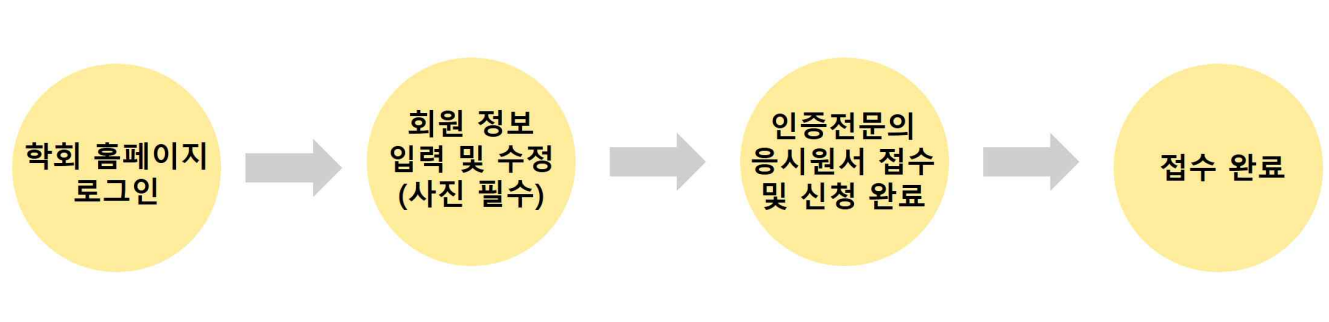 학회 홈페이지
로그인
회원 정보
입력 및 수정
(사진 필수)
인증전문의
응시원서 접수
및 신청 완료
접수 완료